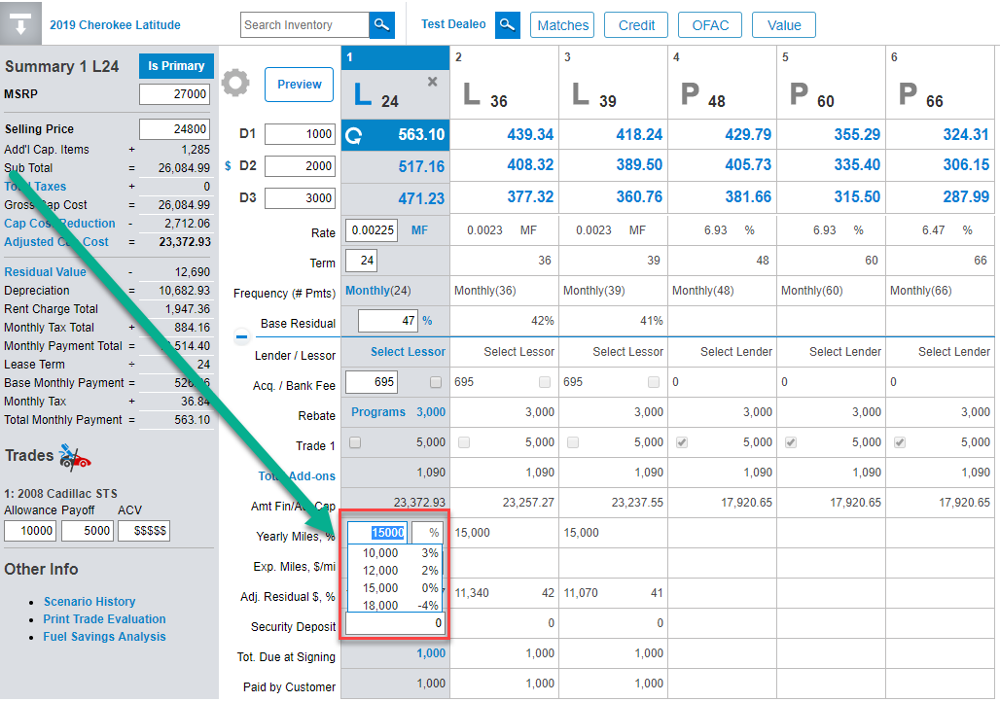 2019 Cherokee Latitude Search Inventory Test Dealeo Matches Credit OFAC Value
Summary 1 L24 Is Primary
MSRP 27000
Selling Price 24800
Add'l Cap. Items + 1,285
Sub Total = 26,084.99
Taxes + 0
Gross Cap Cost = 26,084.99
Cap Cost Reduction - 2,712.06
Adjusted Cap Cost = 23,372.93
Residual Value - 12,690
Depreciation = 10,682.93
Rent Charge Total + 1,947.36
Monthly Tax Total + 884.16
Monthly Payment Total = 514.40
Lease Term ÷ 24
Base Monthly Payment =
Monthly Tax + 36.84
Total Monthly Payment = 563.10
Trades
1: 2008 Cadillac STS
Allowance Payoff ACV
10000 5000 $$$$$
Other Info
• Scenario History
• Print Trade Evaluation
• Fuel Savings Analysis
Preview
1 2 3 4 5 6
L 24 × L 36 L 39 P 48 P 60 P 66
D1 1000 563.10 439.34 418.24 429.79 355.29 324.31
$ D2 2000 517.16 408.32 389.50 405.73 335.40 306.15
D3 3000 471.23 377.32 360.76 381.66 315.50 287.99
Rate 0.00225 MF 0.0023 MF 0.0023 MF 6.93 % 6.93 % 6.47 %
Term 24 36 39 48 60 66
Frequency (# Pmts) Monthly(24) Monthly(36) Monthly(39) Monthly(48) Monthly(60) Monthly(66)
Base Residual 47 % 42% 41%
Lender / Lessor Select Lessor Select Lessor Select Lessor Select Lender Select Lender Select Lender
Acq. / Bank Fee 695 695 695 0 0 0
Rebate Programs 3,000 3,000 3,000 3,000 3,000 3,000
Trade 1 5,000 5,000 5,000 5,000 5,000 5,000
Total Add-ons 1,090 1,090 1,090 1,090 1,090 1,090
Amt Fin/Adj Cap 23,372.93 23,257.27 23,237.55 17,920.65 17,920.65 17,920.65
Yearly Miles, % 15000 % 15,000 15,000
10,000 3%
12,000 2%
15,000 0%
18,000 -4%
Exp. Miles, $/mi
Adj. Residual $, % 11,340 42 11,070 41
Security Deposit 0 0 0
Tot. Due at Signing 1,000 1,000 1,000
Paid by Customer 1,000 1,000 1,000